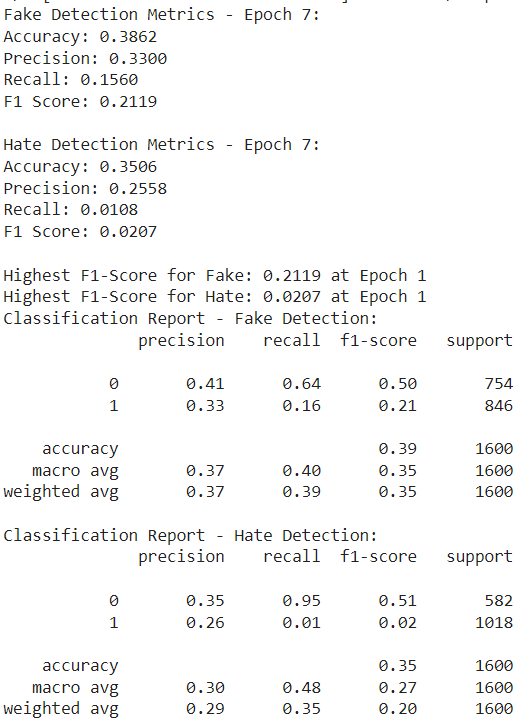 Fake Detection Metrics - Epoch 7:
Accuracy: 0.3862
Precision: 0.3300
Recall: 0.1560
F1 Score: 0.2119
Hate Detection Metrics - Epoch 7:
Accuracy: 0.3506
Precision: 0.2558
Recall: 0.0108
F1 Score: 0.0207
Highest F1-Score for Fake: 0.2119 at Epoch 1
Highest F1-Score for Hate: 0.0207 at Epoch 1
Classification Report - Fake Detection:
precision recall f1-score support
0 0.41 0.64 0.50 754
1 0.33 0.16 0.21 846
accuracy 0.39 1600
macro avg 0.37 0.40 0.35 1600
weighted avg 0.37 0.39 0.35 1600
Classification Report - Hate Detection:
precision recall f1-score support
0 0.35 0.95 0.51 582
1 0.26 0.01 0.02 1018
accuracy 0.35 1600
macro avg 0.30 0.48 0.27 1600
weighted avg 0.29 0.35 0.20 1600